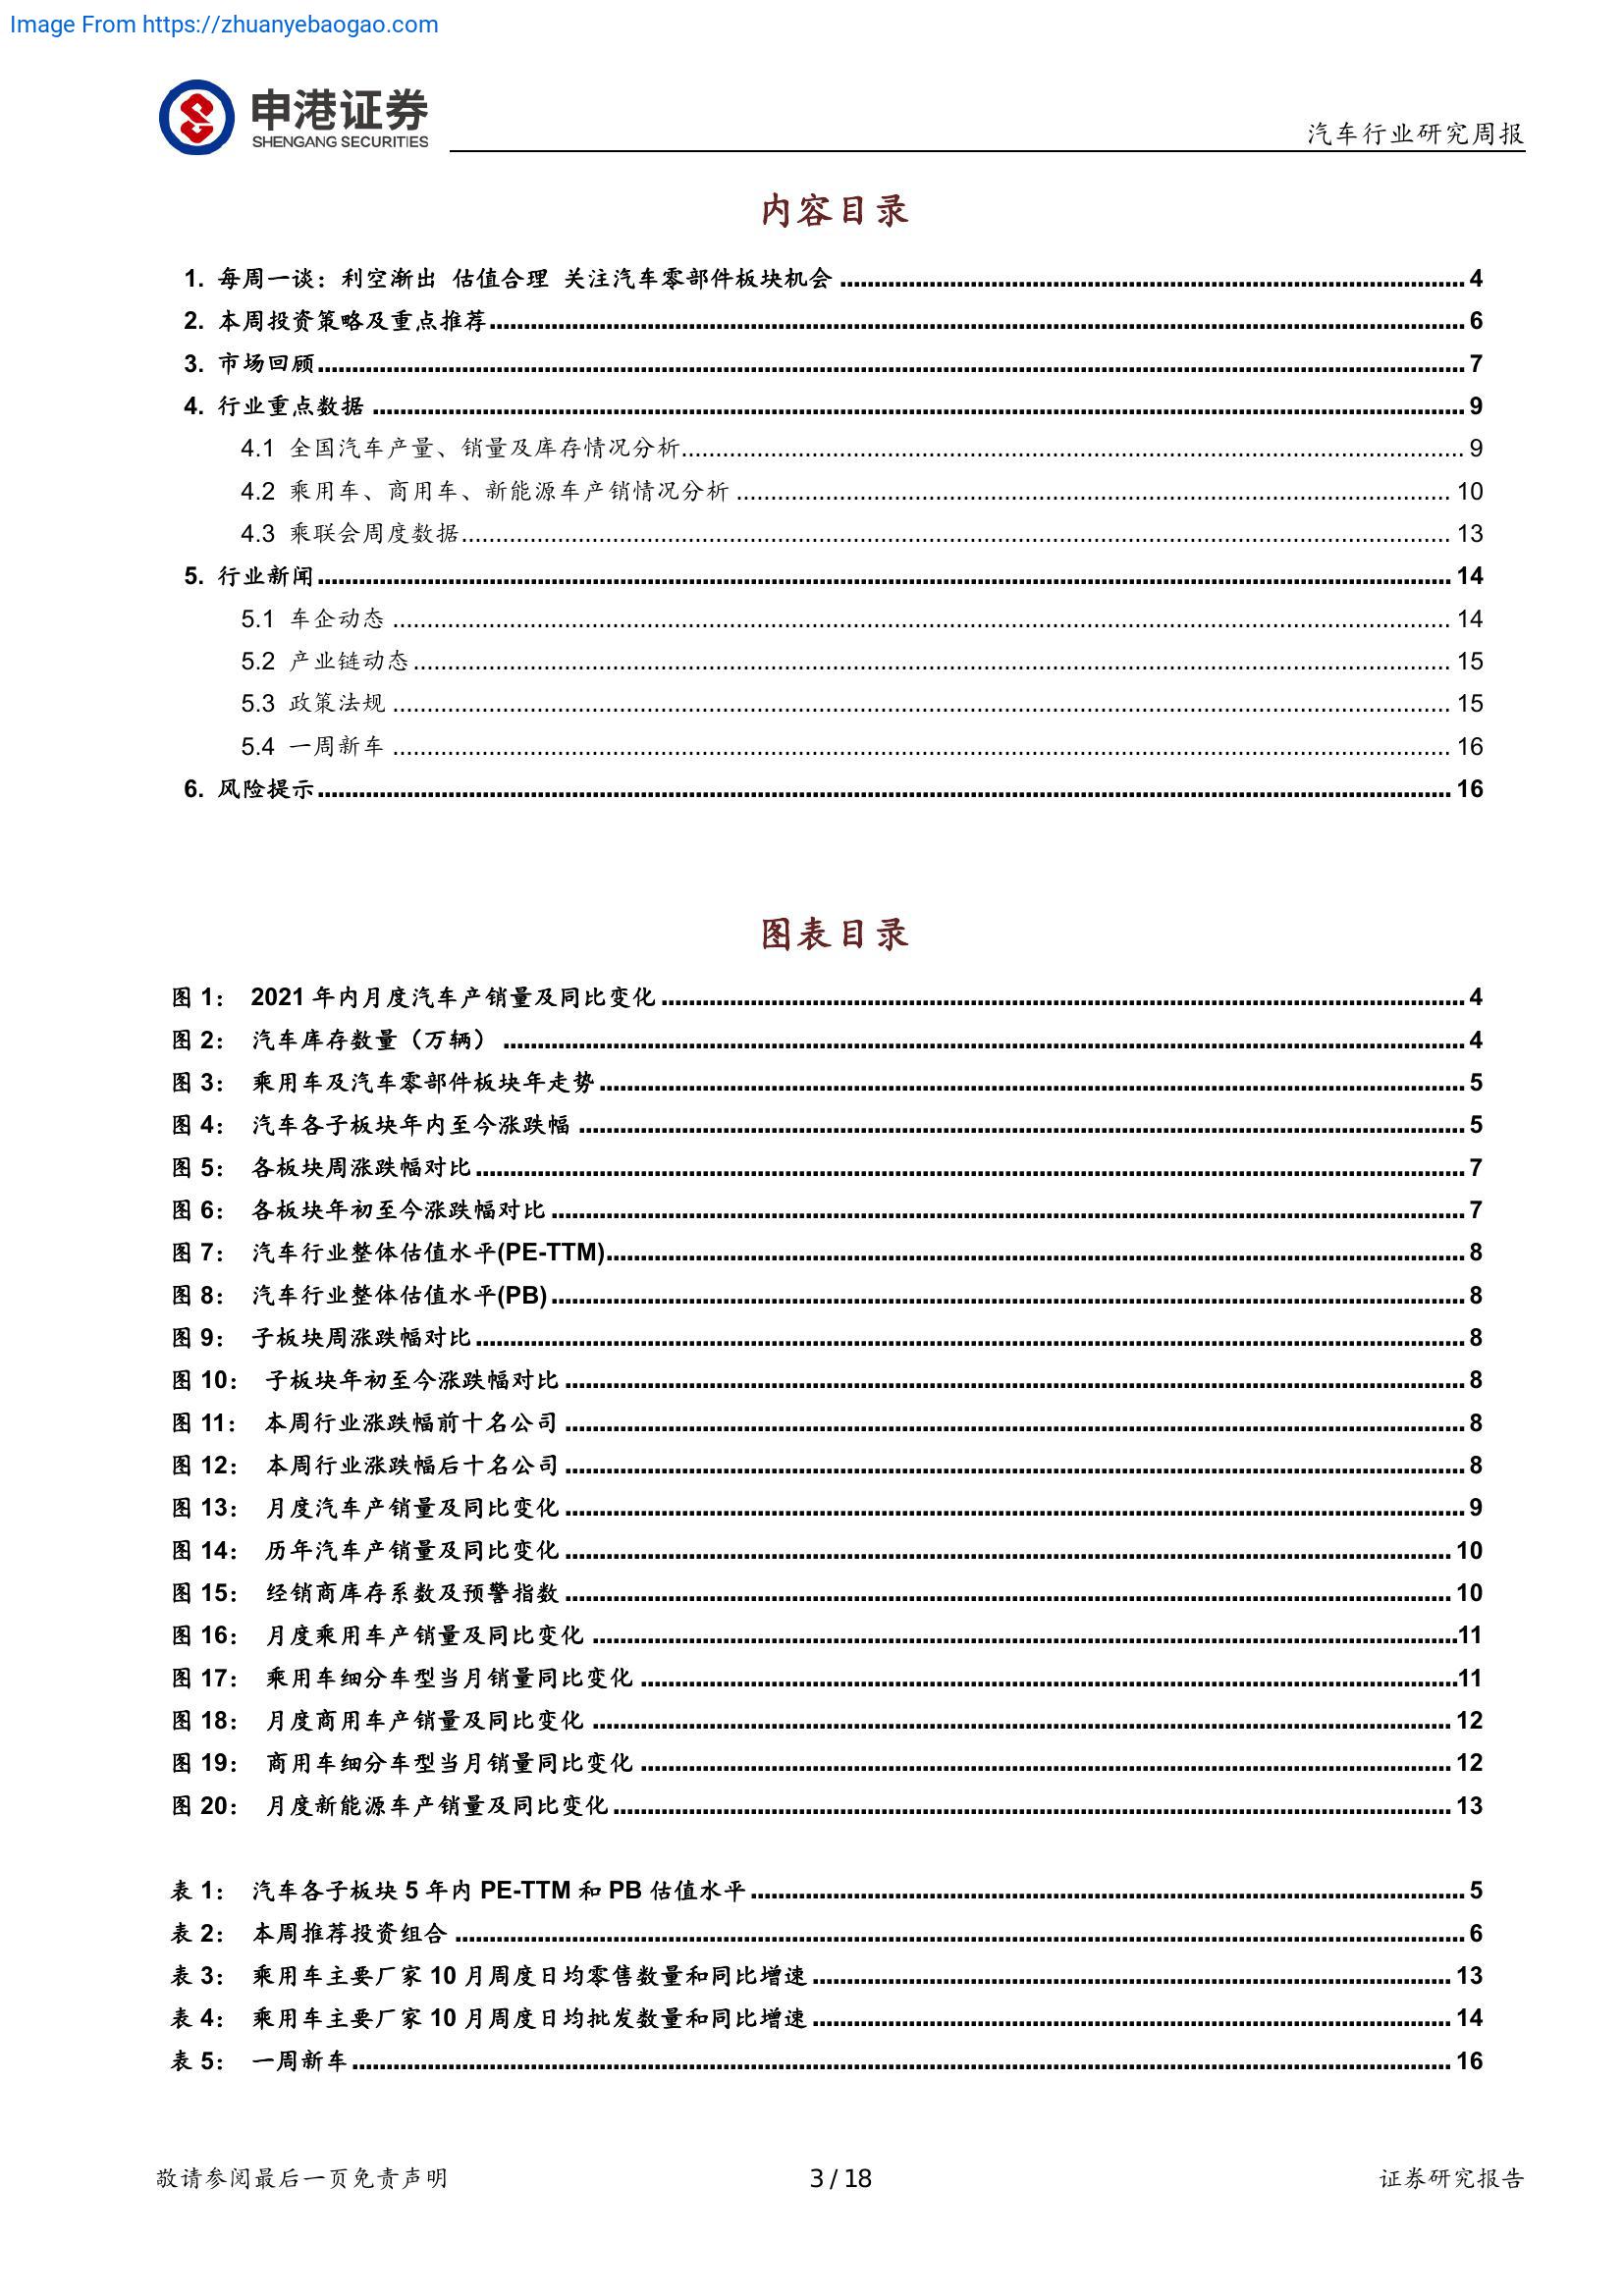 Image From https://zhuanyebaogao.com
申港证券
SHENGANG SECURITIES
汽车行业研究周报
内容目录
1. 每周一谈：利空渐出 估值合理 关注汽车零部件板块机会 4
2. 本周投资策略及重点推荐 6
3. 市场回顾 7
4. 行业重点数据 9
4.1 全国汽车产量、销量及库存情况分析 9
4.2 乘用车、商用车、新能源车产销情况分析 10
4.3 乘联会周度数据 13
5. 行业新闻 14
5.1 车企动态 14
5.2 产业链动态 15
5.3 政策法规 15
5.4 一周新车 16
6. 风险提示 16
图表目录
图 1： 2021 年内月度汽车产销量及同比变化 4
图 2： 汽车库存数量（万辆） 4
图 3： 乘用车及汽车零部件板块年走势 5
图 4： 汽车各子板块年内至今涨跌幅 5
图 5： 各板块周涨跌幅对比 7
图 6： 各板块年初至今涨跌幅对比 7
图 7： 汽车行业整体估值水平(PE-TTM) 8
图 8： 汽车行业整体估值水平(PB) 8
图 9： 子板块周涨跌幅对比 8
图 10： 子板块年初至今涨跌幅对比 8
图 11： 本周行业涨跌幅前十名公司 8
图 12： 本周行业涨跌幅后十名公司 8
图 13： 月度汽车产销量及同比变化 9
图 14： 历年汽车产销量及同比变化 10
图 15： 经销商库存系数及预警指数 10
图 16： 月度乘用车产销量及同比变化 11
图 17： 乘用车细分车型当月销量同比变化 11
图 18： 月度商用车产销量及同比变化 12
图 19： 商用车细分车型当月销量同比变化 12
图 20： 月度新能源车产销量及同比变化 13
表 1： 汽车各子板块 5 年内 PE-TTM 和 PB 估值水平 5
表 2： 本周推荐投资组合 6
表 3： 乘用车主要厂家 10 月周度日均零售数量和同比增速 13
表 4： 乘用车主要厂家 10 月周度日均批发数量和同比增速 14
表 5： 一周新车 16
敬请参阅最后一页免责声明 3 / 18 证券研究报告